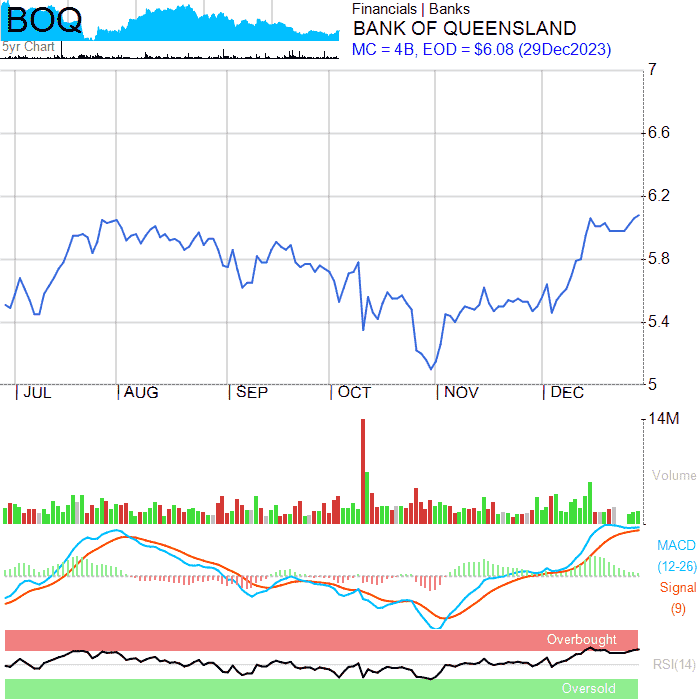 BOQ
5yr Chart
Financials | Banks
BANK OF QUEENSLAND
MC = 4B, EOD = $6.08 (29Dec2023)
7
6.6
6.2
5.8
5.4
5
JUL AUG SEP OCT NOV DEC
14M
Volume
MACD
(12-26)
Signal
(9)
Overbought
RSI(14)
Oversold